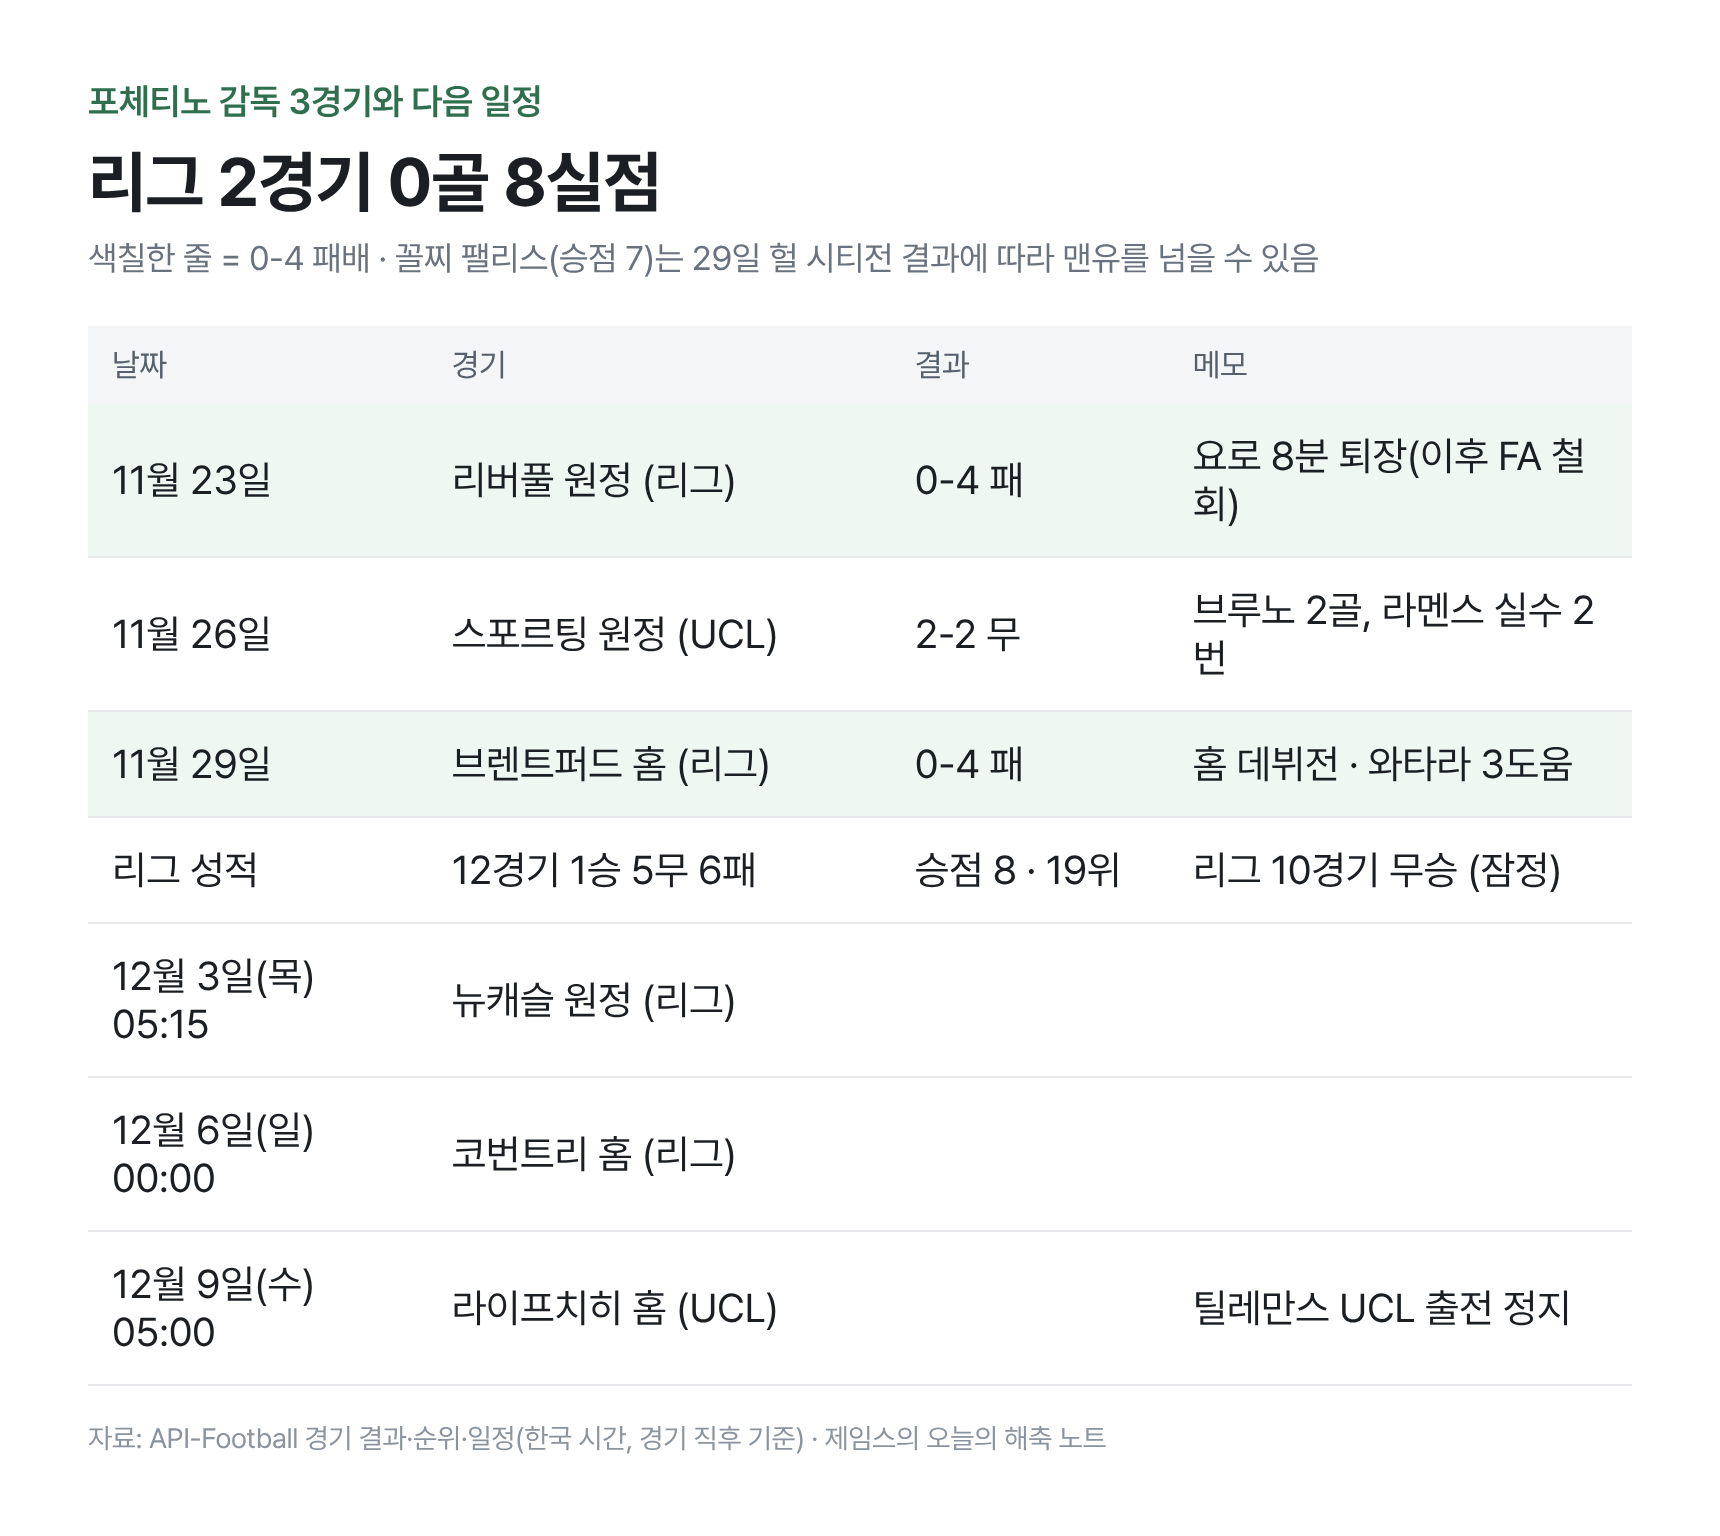 포체티노 감독 3경기와 다음 일정
리그 2경기 0골 8실점
색칠한 줄 = 0-4 패배 · 꼴찌 팰리스(승점 7)는 29일 헐 시티전 결과에 따라 맨유를 넘을 수 있음
날짜 경기 결과 메모
11월 23일 리버풀 원정 (리그) 0-4 패 요로 8분 퇴장(이후 FA 철
회)
11월 26일 스포르팅 원정 (UCL) 2-2 무 브루노 2골, 라멘스 실수 2
번
11월 29일 브렌트퍼드 홈 (리그) 0-4 패 홈 데뷔전 · 와타라 3도움
리그 성적 12경기 1승 5무 6패 승점 8 · 19위 리그 10경기 무승 (잠정)
12월 3일(목)
05:15
뉴캐슬 원정 (리그)
12월 6일(일)
00:00
코번트리 홈 (리그)
12월 9일(수)
05:00
라이프치히 홈 (UCL) 틸레만스 UCL 출전 정지
자료: API-Football 경기 결과·순위·일정(한국 시간, 경기 직후 기준) · 제임스의 오늘의 해축 노트